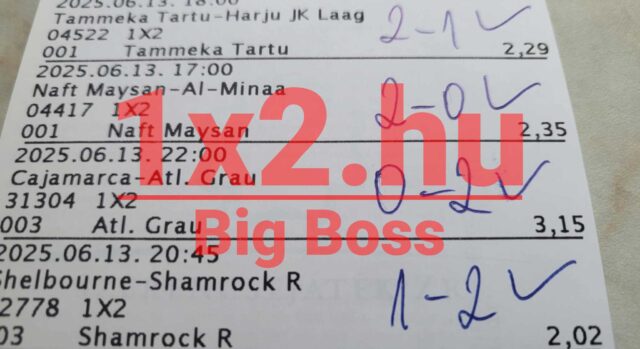 2025.06.13. 18:00
Tammeka Tartu-Harju JK Laag
04522 1X2
001 Tammeka Tartu 2,29
2-1 ✓
2025.06.13. 17:00
Naft Maysan-Al-Minaa
04417 1X2
001 Naft Maysan 2,35
2-0 ✓
2025.06.13. 22:00
Cajamarca-Atl. Grau
31304 1X2
003 Atl. Grau 3,15
0-2 ✓
2025.06.13. 20:45
Shelbourne-Shamrock R
2778 1X2
03 Shamrock R 2,02
1-2 ✓
1x2.hu
Big Boss